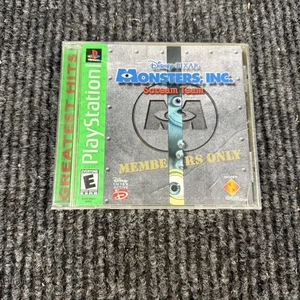 GREATEST HITS
PlayStation
Disney · PIXAR
MONSTERS, INC.
Scream Team
MEMBERS ONLY
E